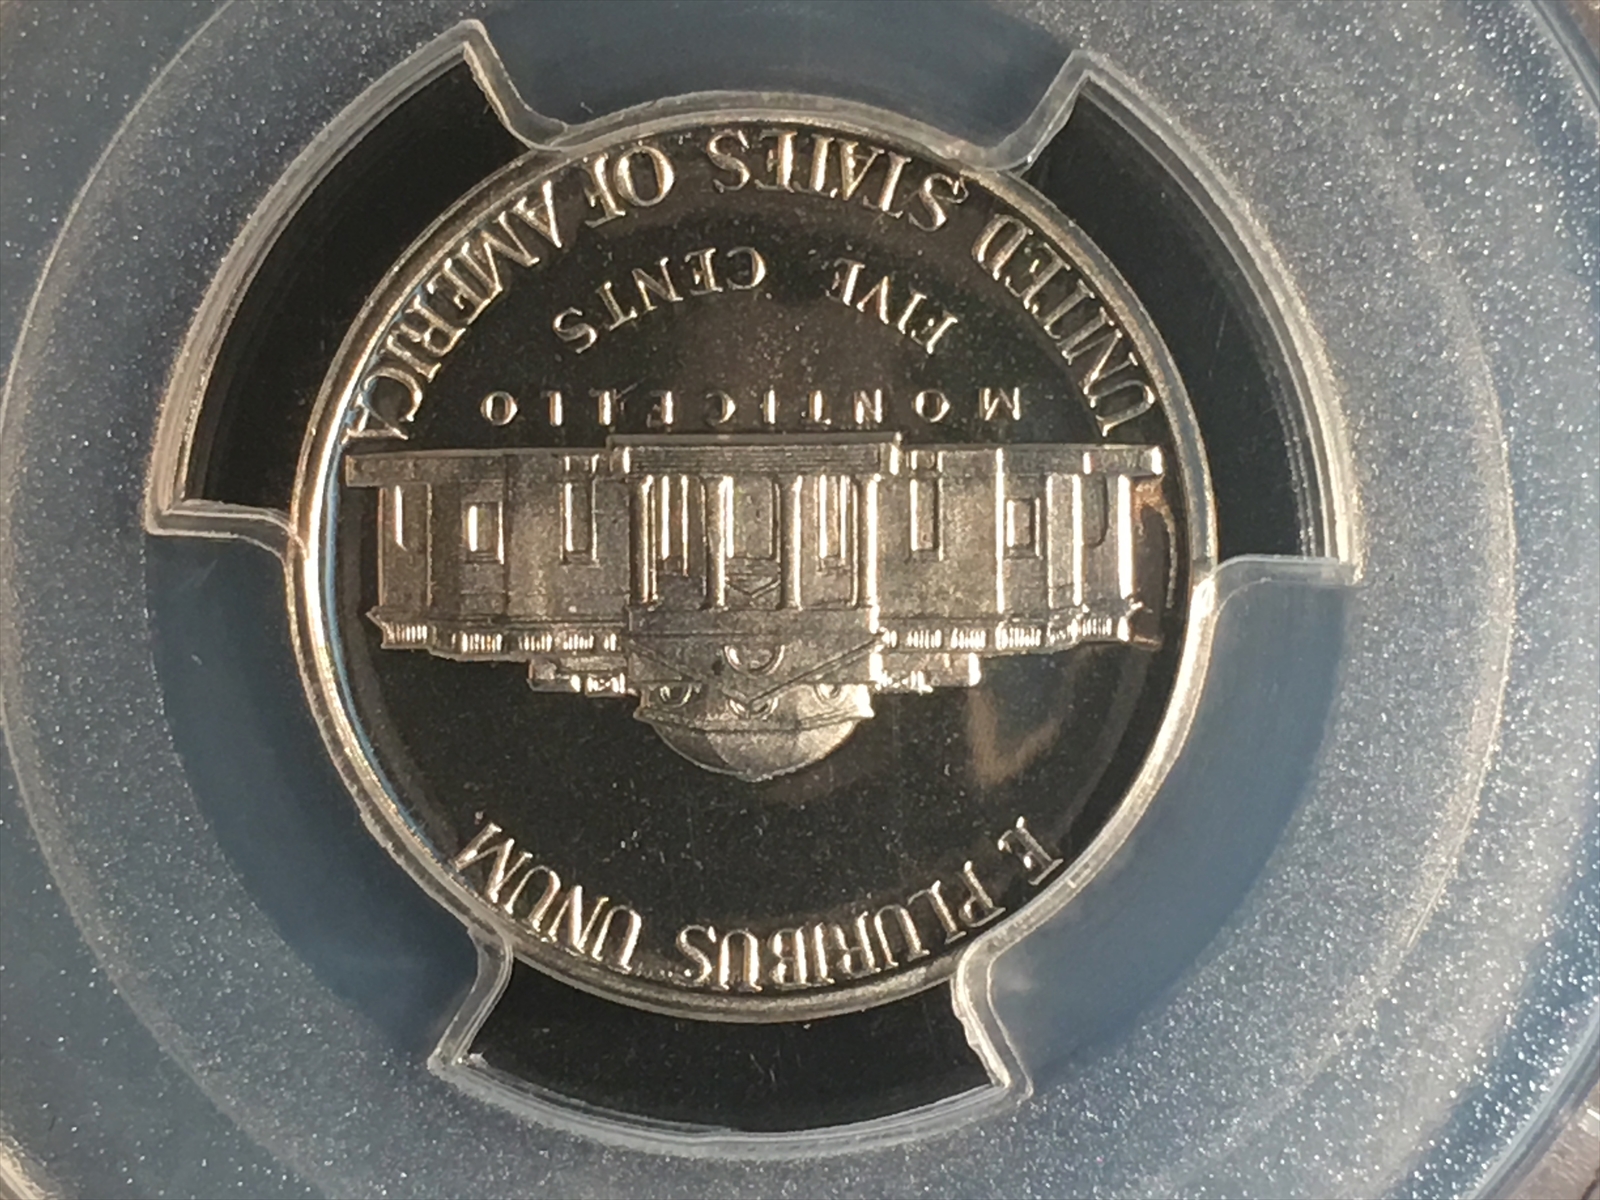 E PLURIBUS UNUM
MONTICELLO
FIVE CENTS
UNITED STATES OF AMERICA